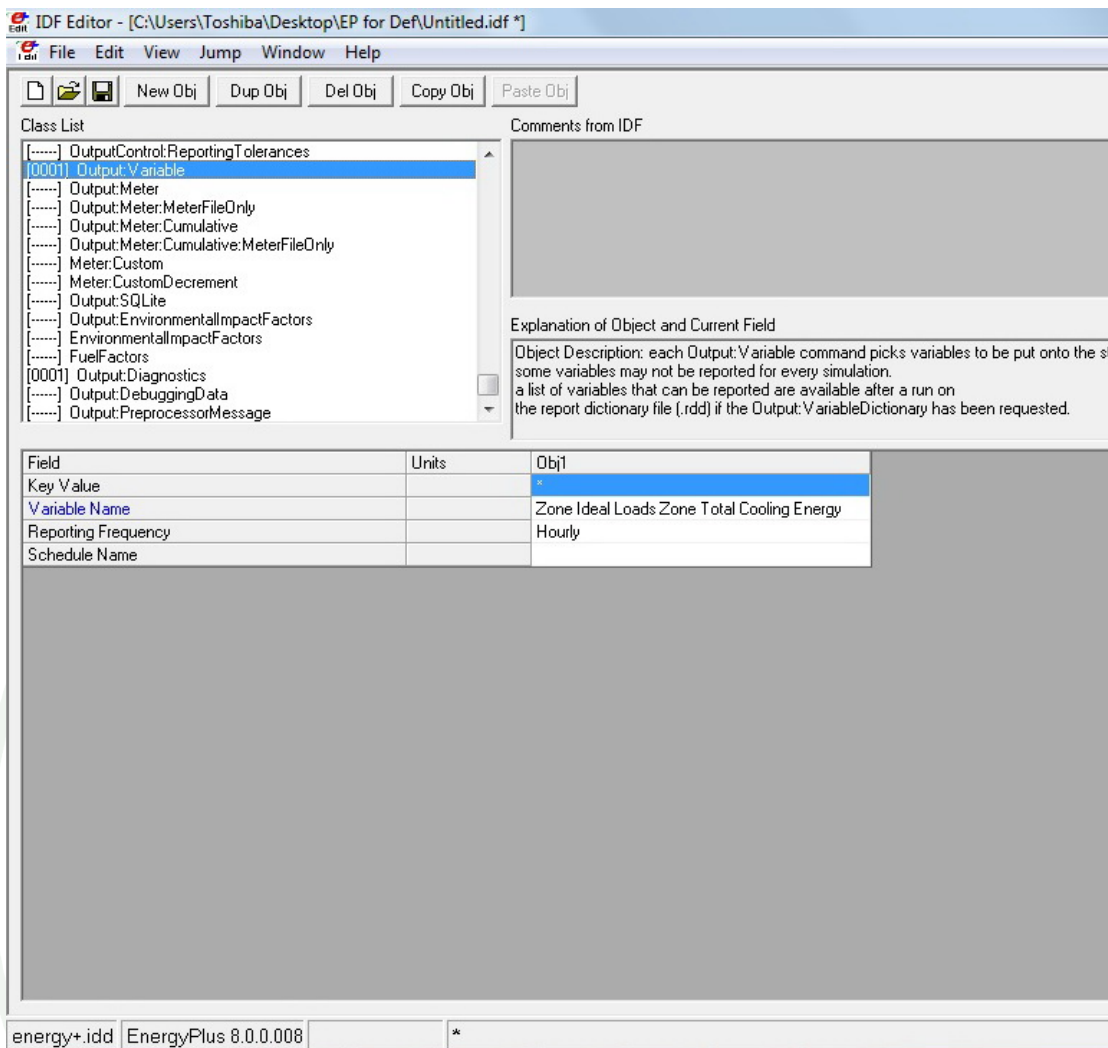 IDF Editor - [C:\Users\Toshiba\Desktop\EP for Def\Untitled.idf *]
File Edit View Jump Window Help
New Obj Dup Obj Del Obj Copy Obj Paste Obj
Class List
Comments from IDF
[------] OutputControl:ReportingTolerances
[0001] Output:Variable
[------] Output:Meter
[------] Output:Meter:MeterFileOnly
[------] Output:Meter:Cumulative
[------] Output:Meter:Cumulative:MeterFileOnly
[------] Meter:Custom
[------] Meter:CustomDecrement
[------] Output:SQLite
[------] Output:EnvironmentalImpactFactors
[------] EnvironmentalImpactFactors
[------] FuelFactors
[0001] Output:Diagnostics
[------] Output:DebuggingData
[------] Output:PreprocessorMessage
Explanation of Object and Current Field
Object Description: each Output:Variable command picks variables to be put onto the s
some variables may not be reported for every simulation.
a list of variables that can be reported are available after a run on
the report dictionary file (.rdd) if the Output:VariableDictionary has been requested.
Field Units Obj1
Key Value *
Variable Name Zone Ideal Loads Zone Total Cooling Energy
Reporting Frequency Hourly
Schedule Name
energy+.idd EnergyPlus 8.0.0.008 *